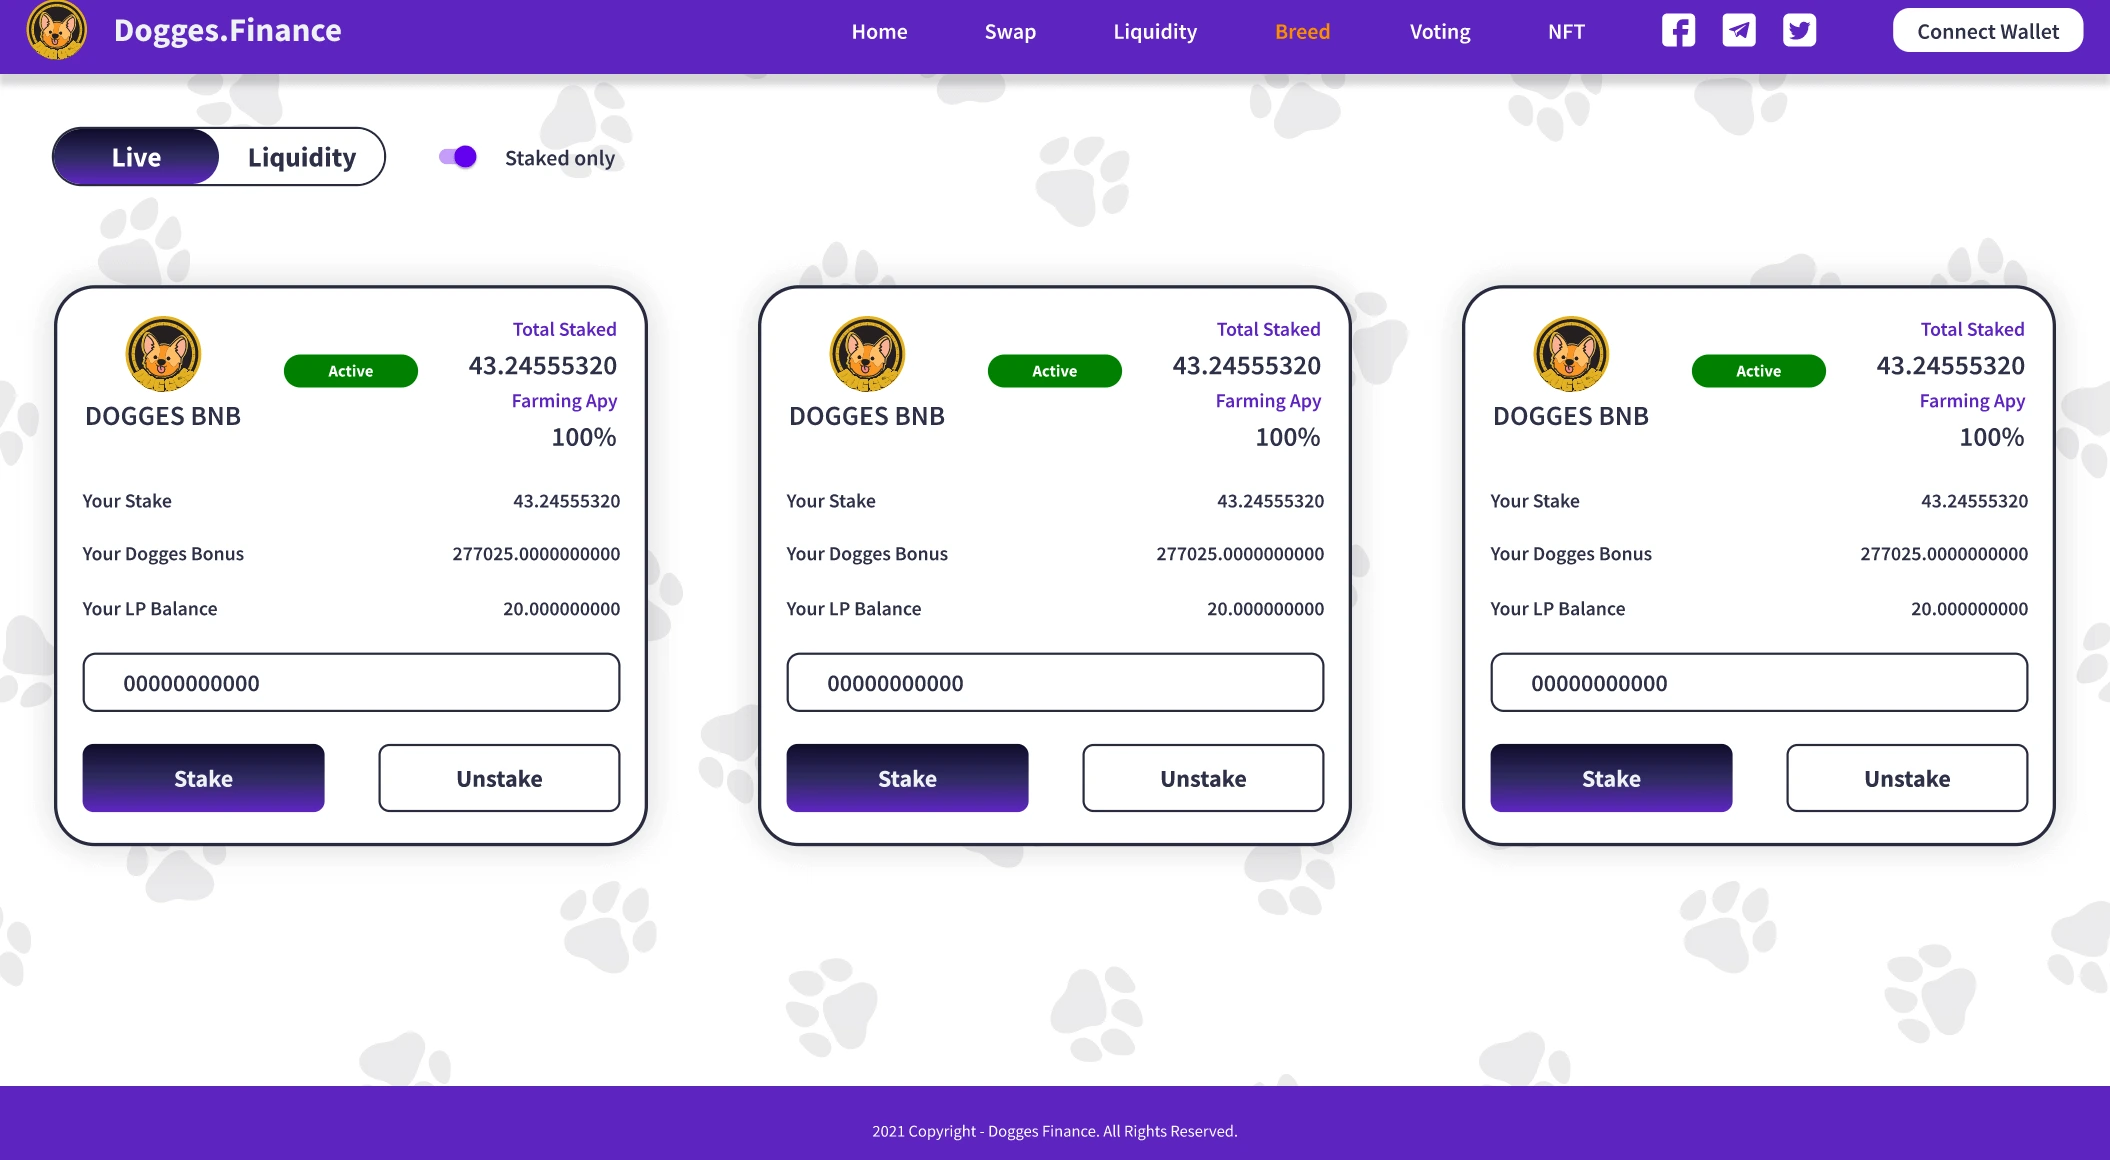 Dogges.Finance
Home Swap Liquidity Breed Voting NFT Connect Wallet
Live Liquidity Staked only
DOGGES
DOGGES BNB
Active
Total Staked
43.24555320
Farming Apy
100%
Your Stake 43.24555320
Your Dogges Bonus 277025.0000000000
Your LP Balance 20.000000000
00000000000
Stake Unstake
DOGGES
DOGGES BNB
Active
Total Staked
43.24555320
Farming Apy
100%
Your Stake 43.24555320
Your Dogges Bonus 277025.0000000000
Your LP Balance 20.000000000
00000000000
Stake Unstake
DOGGES
DOGGES BNB
Active
Total Staked
43.24555320
Farming Apy
100%
Your Stake 43.24555320
Your Dogges Bonus 277025.0000000000
Your LP Balance 20.000000000
00000000000
Stake Unstake
2021 Copyright - Dogges Finance. All Rights Reserved.